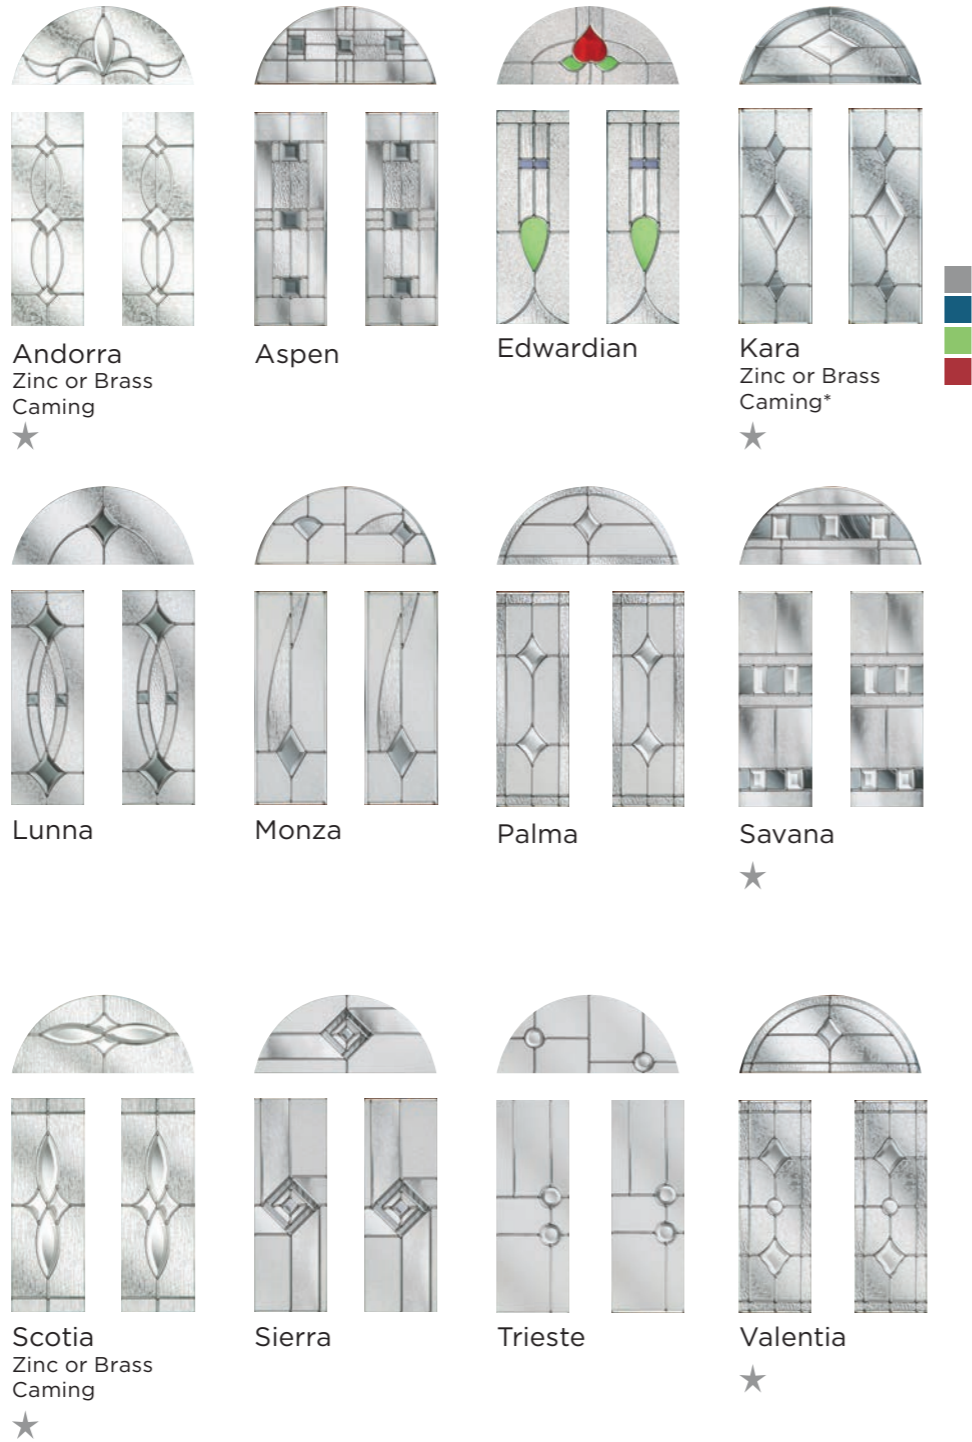 Andorra
Zinc or Brass
Caming
Aspen
Edwardian
Kara
Zinc or Brass
Caming*
Lunna
Monza
Palma
Savana
Scotia
Zinc or Brass
Caming
Sierra
Trieste
Valentia